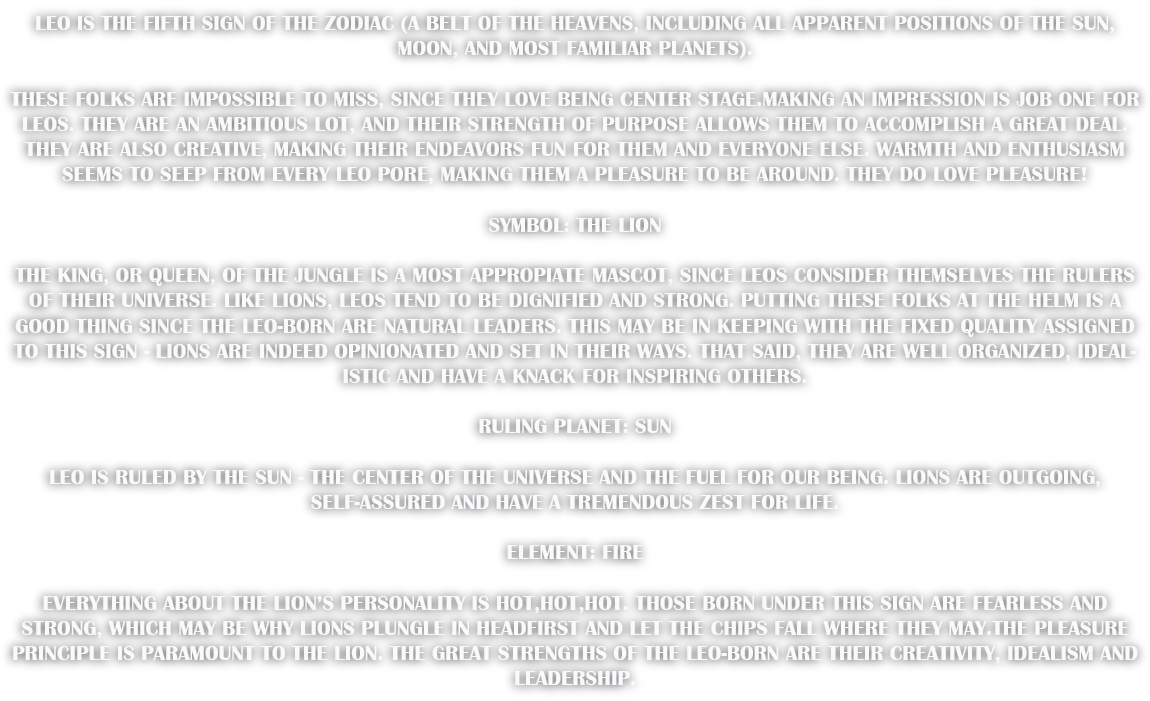 LEO IS THE FIFTH SIGN OF THE ZODIAC (A BELT OF THE HEAVENS, INCLUDING ALL APPARENT POSITIONS OF THE SUN,
MOON, AND MOST FAMILIAR PLANETS).
THESE FOLKS ARE IMPOSSIBLE TO MISS, SINCE THEY LOVE BEING CENTER STAGE.MAKING AN IMPRESSION IS JOB ONE FOR
LEOS. THEY ARE AN AMBITIOUS LOT, AND THEIR STRENGTH OF PURPOSE ALLOWS THEM TO ACCOMPLISH A GREAT DEAL.
THEY ARE ALSO CREATIVE, MAKING THEIR ENDEAVORS FUN FOR THEM AND EVERYONE ELSE. WARMTH AND ENTHUSIASM
SEEMS TO SEEP FROM EVERY LEO PORE, MAKING THEM A PLEASURE TO BE AROUND. THEY DO LOVE PLEASURE!
SYMBOL: THE LION
THE KING, OR QUEEN, OF THE JUNGLE IS A MOST APPROPIATE MASCOT, SINCE LEOS CONSIDER THEMSELVES THE RULERS
OF THEIR UNIVERSE. LIKE LIONS, LEOS TEND TO BE DIGNIFIED AND STRONG. PUTTING THESE FOLKS AT THE HELM IS A
GOOD THING SINCE THE LEO-BORN ARE NATURAL LEADERS. THIS MAY BE IN KEEPING WITH THE FIXED QUALITY ASSIGNED
TO THIS SIGN - LIONS ARE INDEED OPINIONATED AND SET IN THEIR WAYS. THAT SAID, THEY ARE WELL ORGANIZED, IDEAL-
ISTIC AND HAVE A KNACK FOR INSPIRING OTHERS.
RULING PLANET: SUN
LEO IS RULED BY THE SUN - THE CENTER OF THE UNIVERSE AND THE FUEL FOR OUR BEING. LIONS ARE OUTGOING,
SELF-ASSURED AND HAVE A TREMENDOUS ZEST FOR LIFE.
ELEMENT: FIRE
EVERYTHING ABOUT THE LION'S PERSONALITY IS HOT,HOT,HOT. THOSE BORN UNDER THIS SIGN ARE FEARLESS AND
STRONG, WHICH MAY BE WHY LIONS PLUNGLE IN HEADFIRST AND LET THE CHIPS FALL WHERE THEY MAY.THE PLEASURE
PRINCIPLE IS PARAMOUNT TO THE LION. THE GREAT STRENGTHS OF THE LEO-BORN ARE THEIR CREATIVITY, IDEALISM AND
LEADERSHIP.